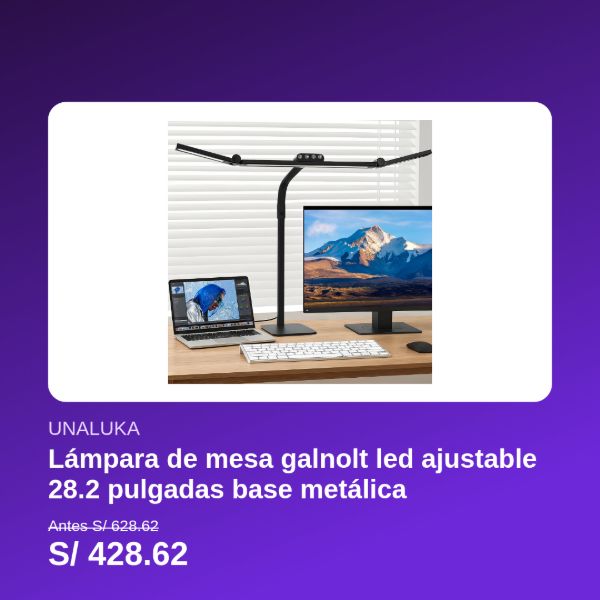 UNALUKA
Lámpara de mesa galnolt led ajustable
28.2 pulgadas base metálica
Antes S/ 628.62
S/ 428.62